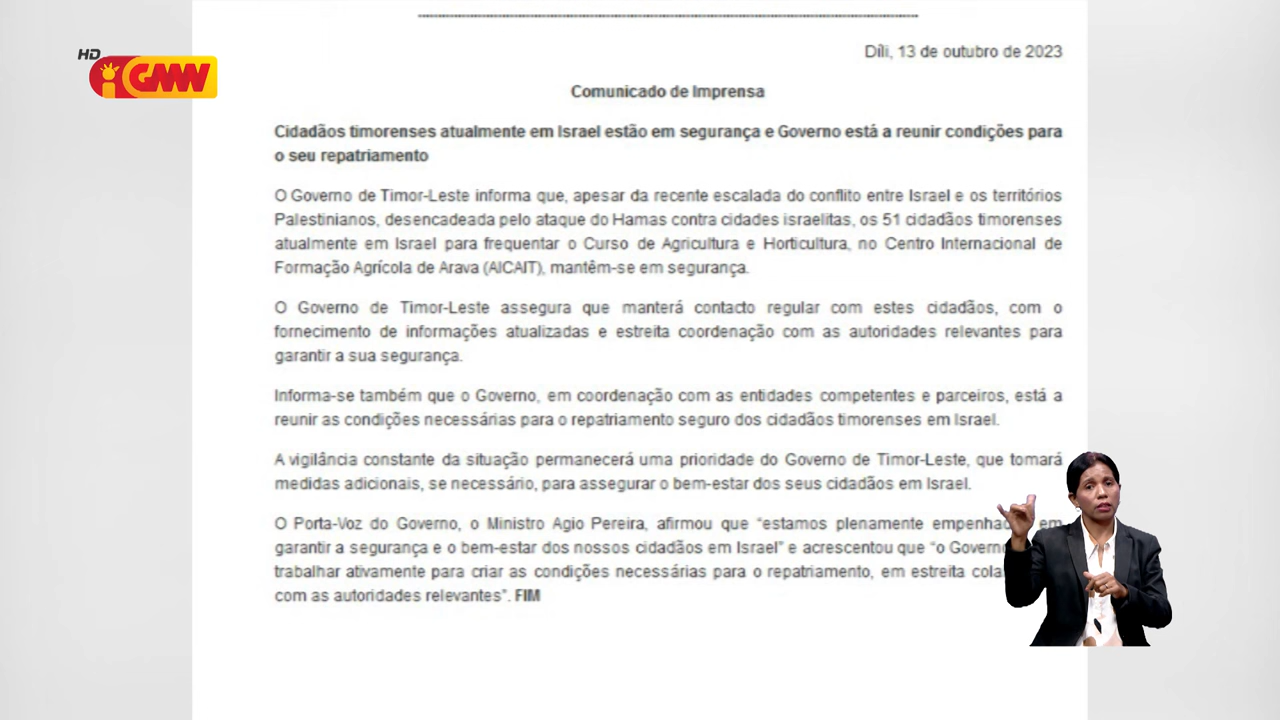 HD
GMW
Díli, 13 de outubro de 2023
Comunicado de Imprensa
Cidadãos timorenses atualmente em Israel estão em segurança e Governo está a reunir condições para
o seu repatriamento
O Governo de Timor-Leste informa que, apesar da recente escalada do conflito entre Israel e os territórios
Palestinianos, desencadeada pelo ataque do Hamas contra cidades israelitas, os 51 cidadãos timorenses
atualmente em Israel para frequentar o Curso de Agricultura e Horticultura, no Centro Internacional de
Formação Agrícola de Arava (AICAIT), mantêm-se em segurança.
O Governo de Timor-Leste assegura que manterá contacto regular com estes cidadãos, com o
fornecimento de informações atualizadas e estreita coordenação com as autoridades relevantes para
garantir a sua segurança.
Informa-se também que o Governo, em coordenação com as entidades competentes e parceiros, está a
reunir as condições necessárias para o repatriamento seguro dos cidadãos timorenses em Israel.
A vigilância constante da situação permanecerá uma prioridade do Governo de Timor-Leste, que tomará
medidas adicionais, se necessário, para assegurar o bem-estar dos seus cidadãos em Israel.
O Porta-Voz do Governo, o Ministro Agio Pereira, afirmou que “estamos plenamente em
garantir a segurança e o bem-estar dos nossos cidadãos em Israel” e acrescentou que “o Governo
trabalhar ativamente para criar as condições necessárias para o repatriamento, em estreita
com as autoridades relevantes”. FIM